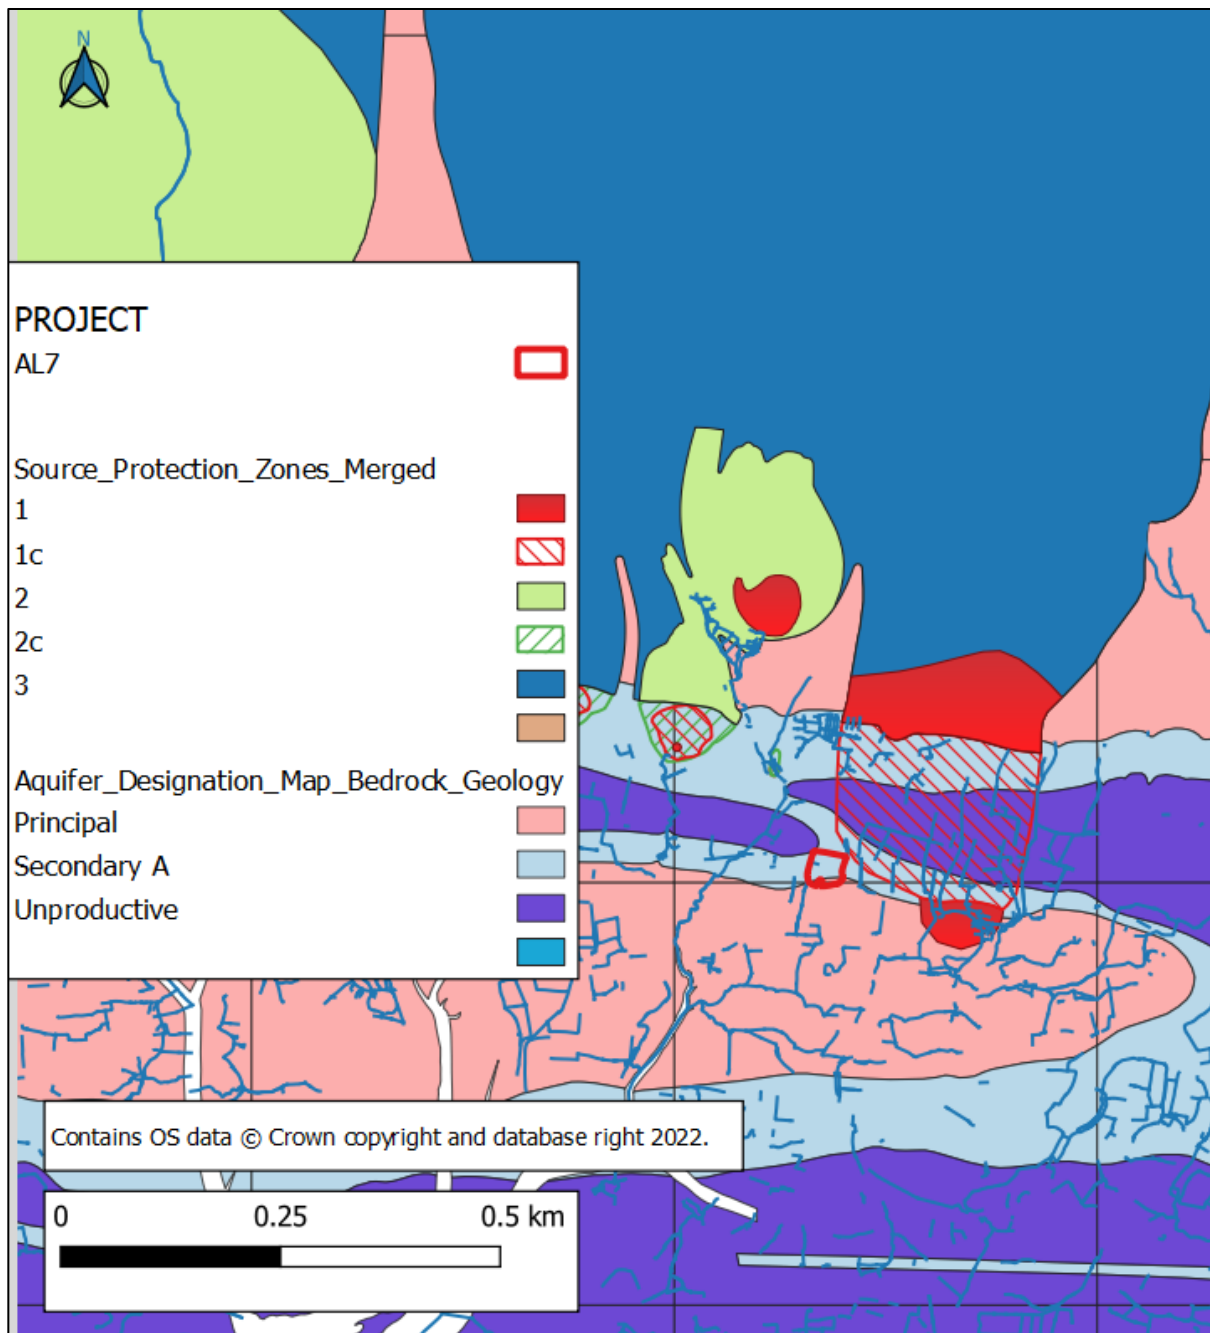 N
PROJECT
AL7
Source_Protection_Zones_Merged
1
1c
2
2c
3
Aquifer_Designation_Map_Bedrock_Geology
Principal
Secondary A
Unproductive
Contains OS data © Crown copyright and database right 2022.
0 0.25 0.5 km